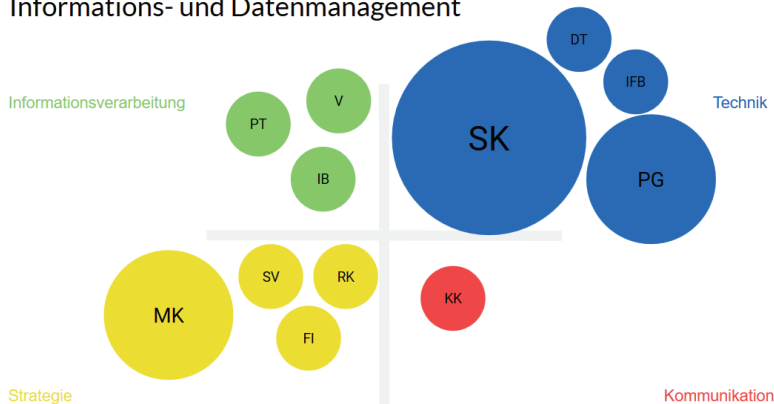 Informations- und Datenmanagement
DT
IFB
Informationsverarbeitung
V
Technik
PT
SK
IB
PG
SV
RK
KK
MK
FI
Strategie
Kommunikation